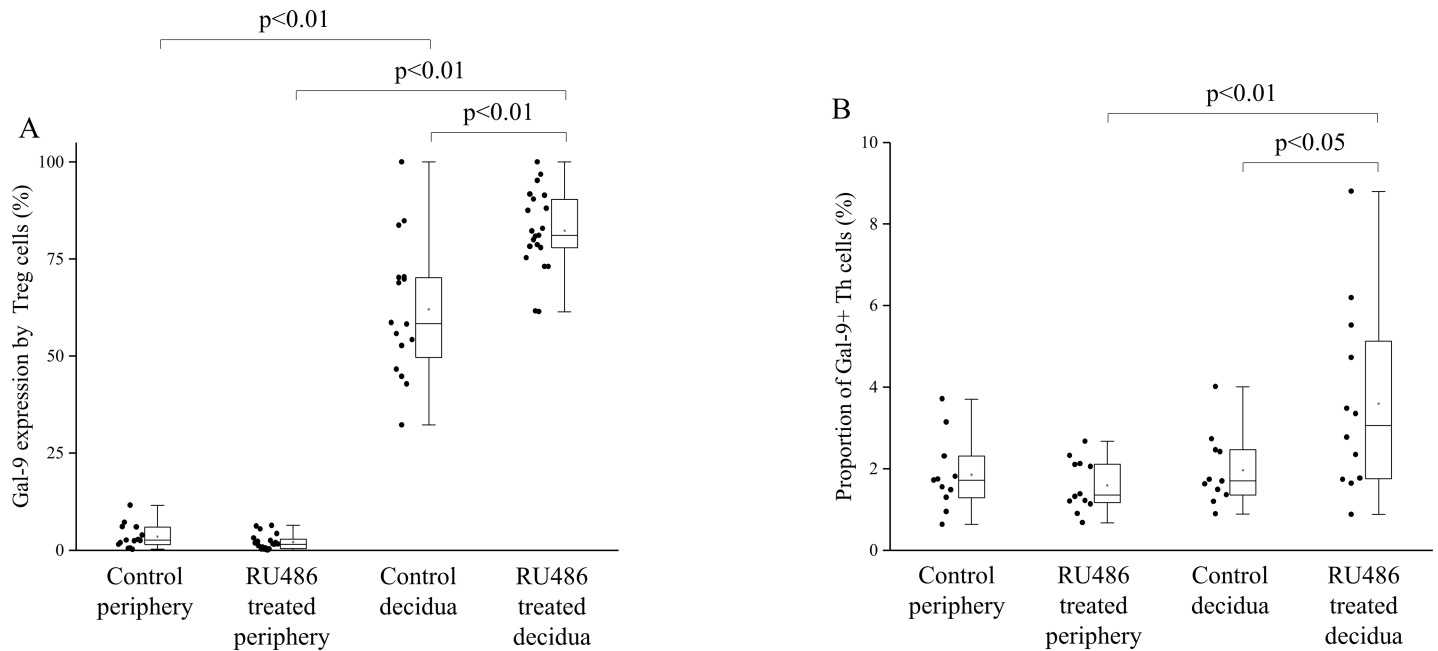 p<0.01
p<0.01
p<0.01
A
Gal-9 expression by Treg cells (%)
100
75
50
25
0
Control periphery
RU486 treated periphery
Control decidua
RU486 treated decidua
B
p<0.01
p<0.05
Proportion of Gal-9+ Th cells (%)
10
8
6
4
2
0
Control periphery
RU486 treated periphery
Control decidua
RU486 treated decidua